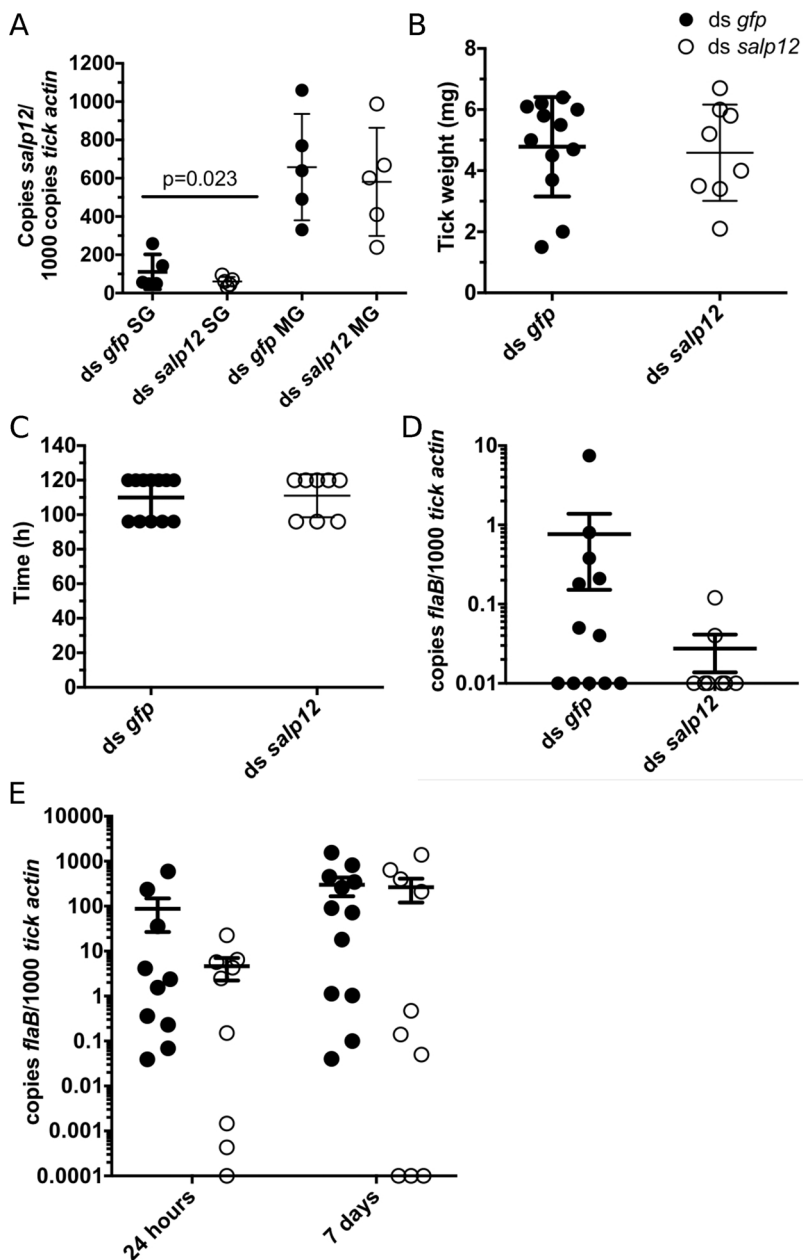 A
Copies salp12/
1000 copies tick actin
1200
1000
800
600
400
200
0
p=0.023
ds gfp SG
ds salp12 SG
ds gfp MG
ds salp12 MG
B
ds gfp
ds salp12
Tick weight (mg)
8
6
4
2
0
ds gfp
ds salp12
C
Time (h)
140
120
100
80
60
40
20
0
ds gfp
ds salp12
D
copies flaB/1000 tick actin
10
1
0.1
0.01
ds gfp
ds salp12
E
copies flaB/1000 tick actin
10000
1000
100
10
1
0.1
0.01
0.001
0.0001
24 hours
7 days